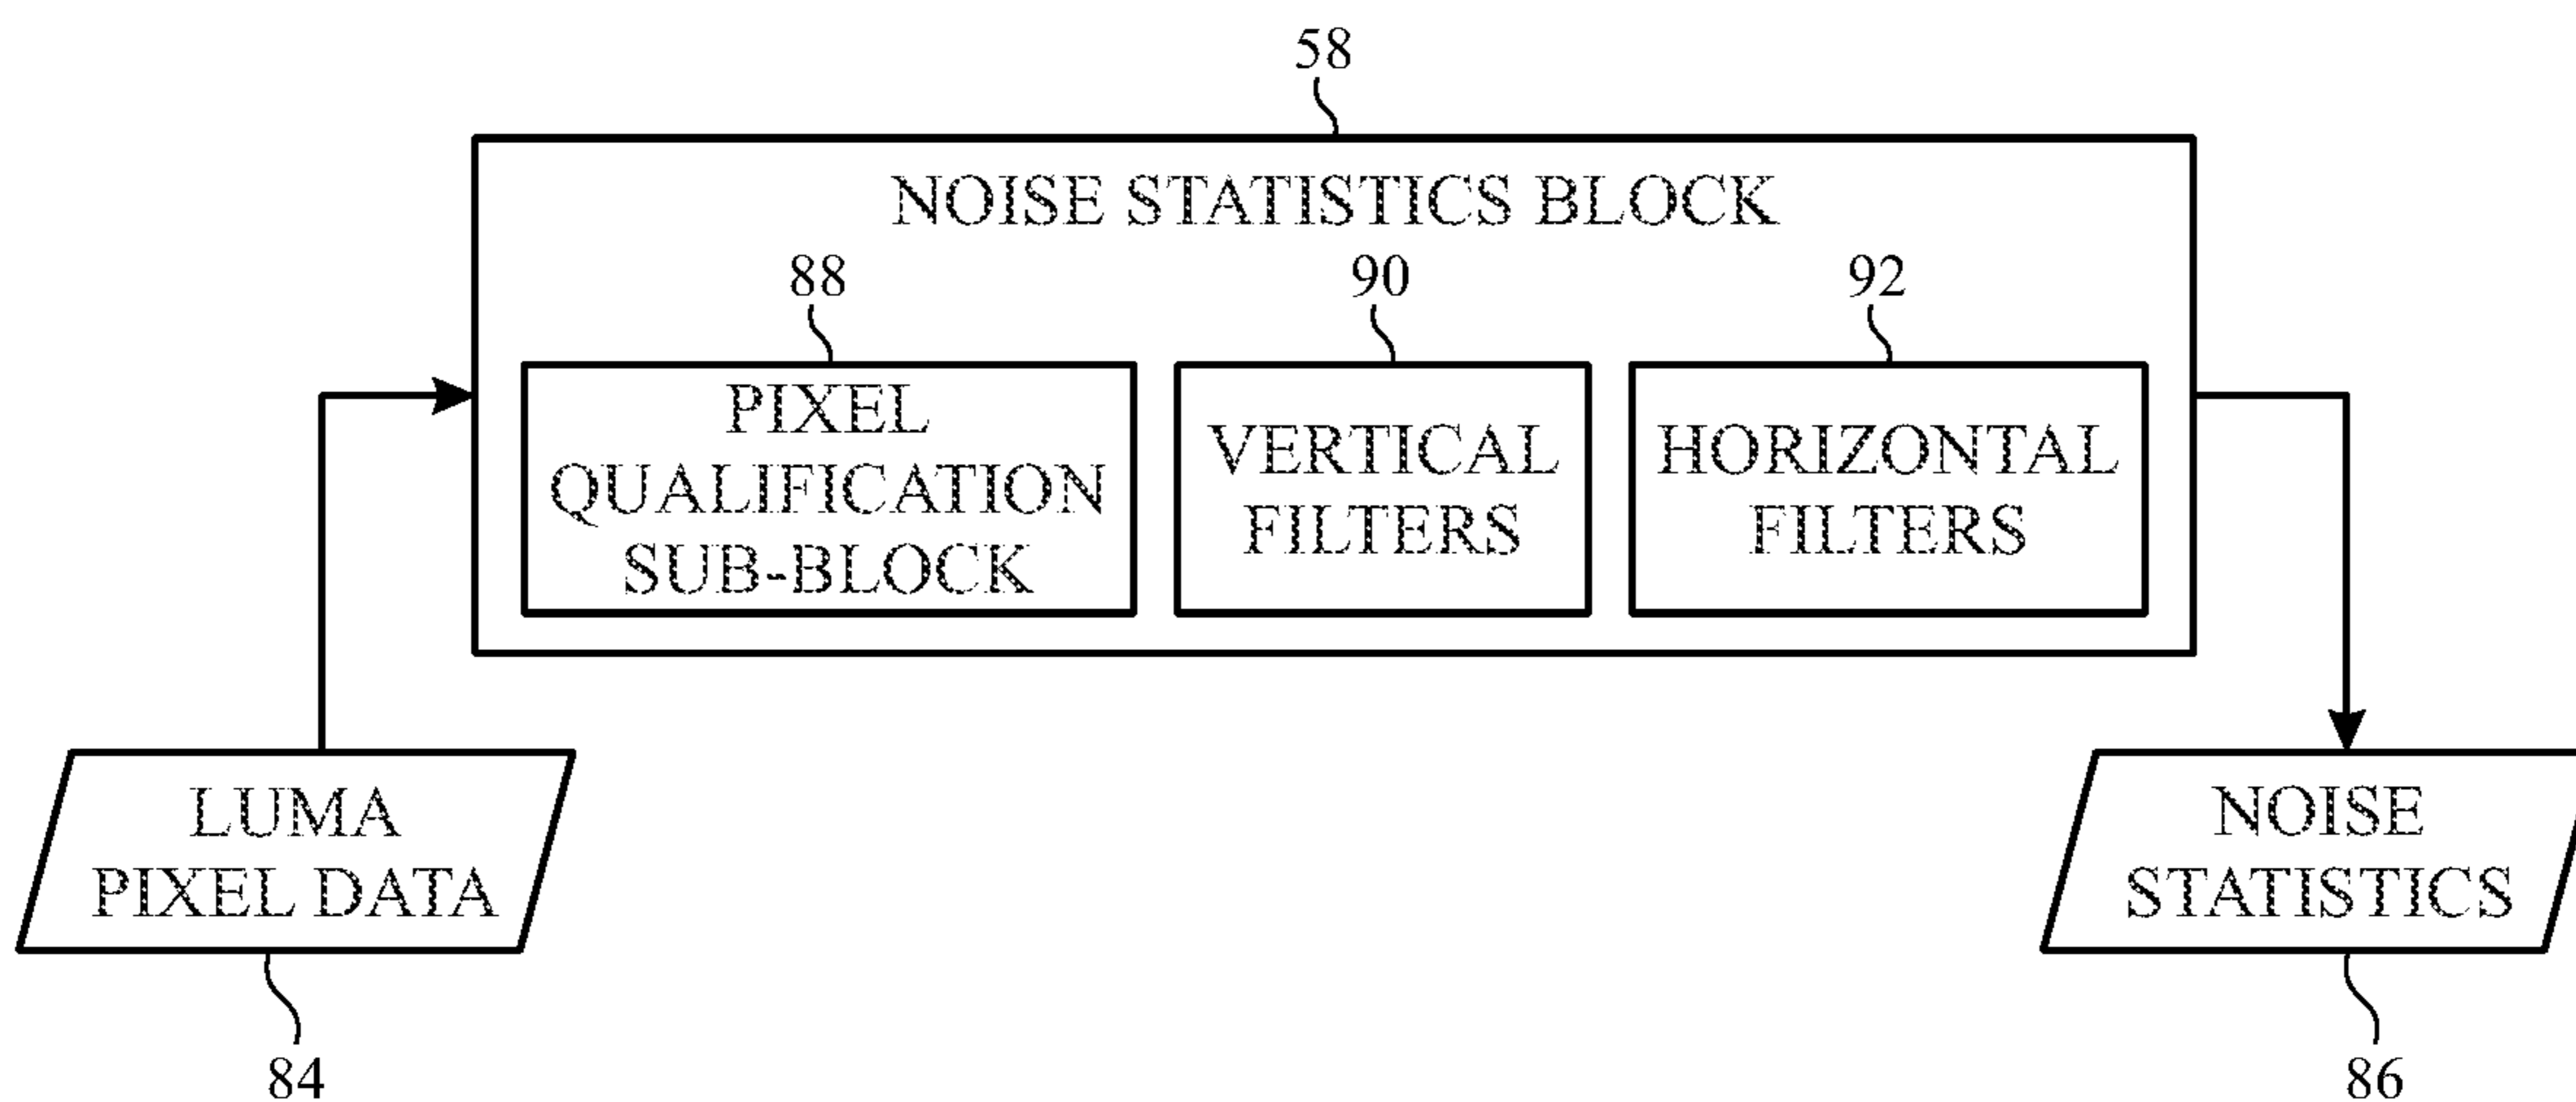 58
NOISE STATISTICS BLOCK
88
90
92
PIXEL
QUALIFICATION
SUB-BLOCK
VERTICAL
FILTERS
HORIZONTAL
FILTERS
LUMA
PIXEL DATA
NOISE
STATISTICS
84
86